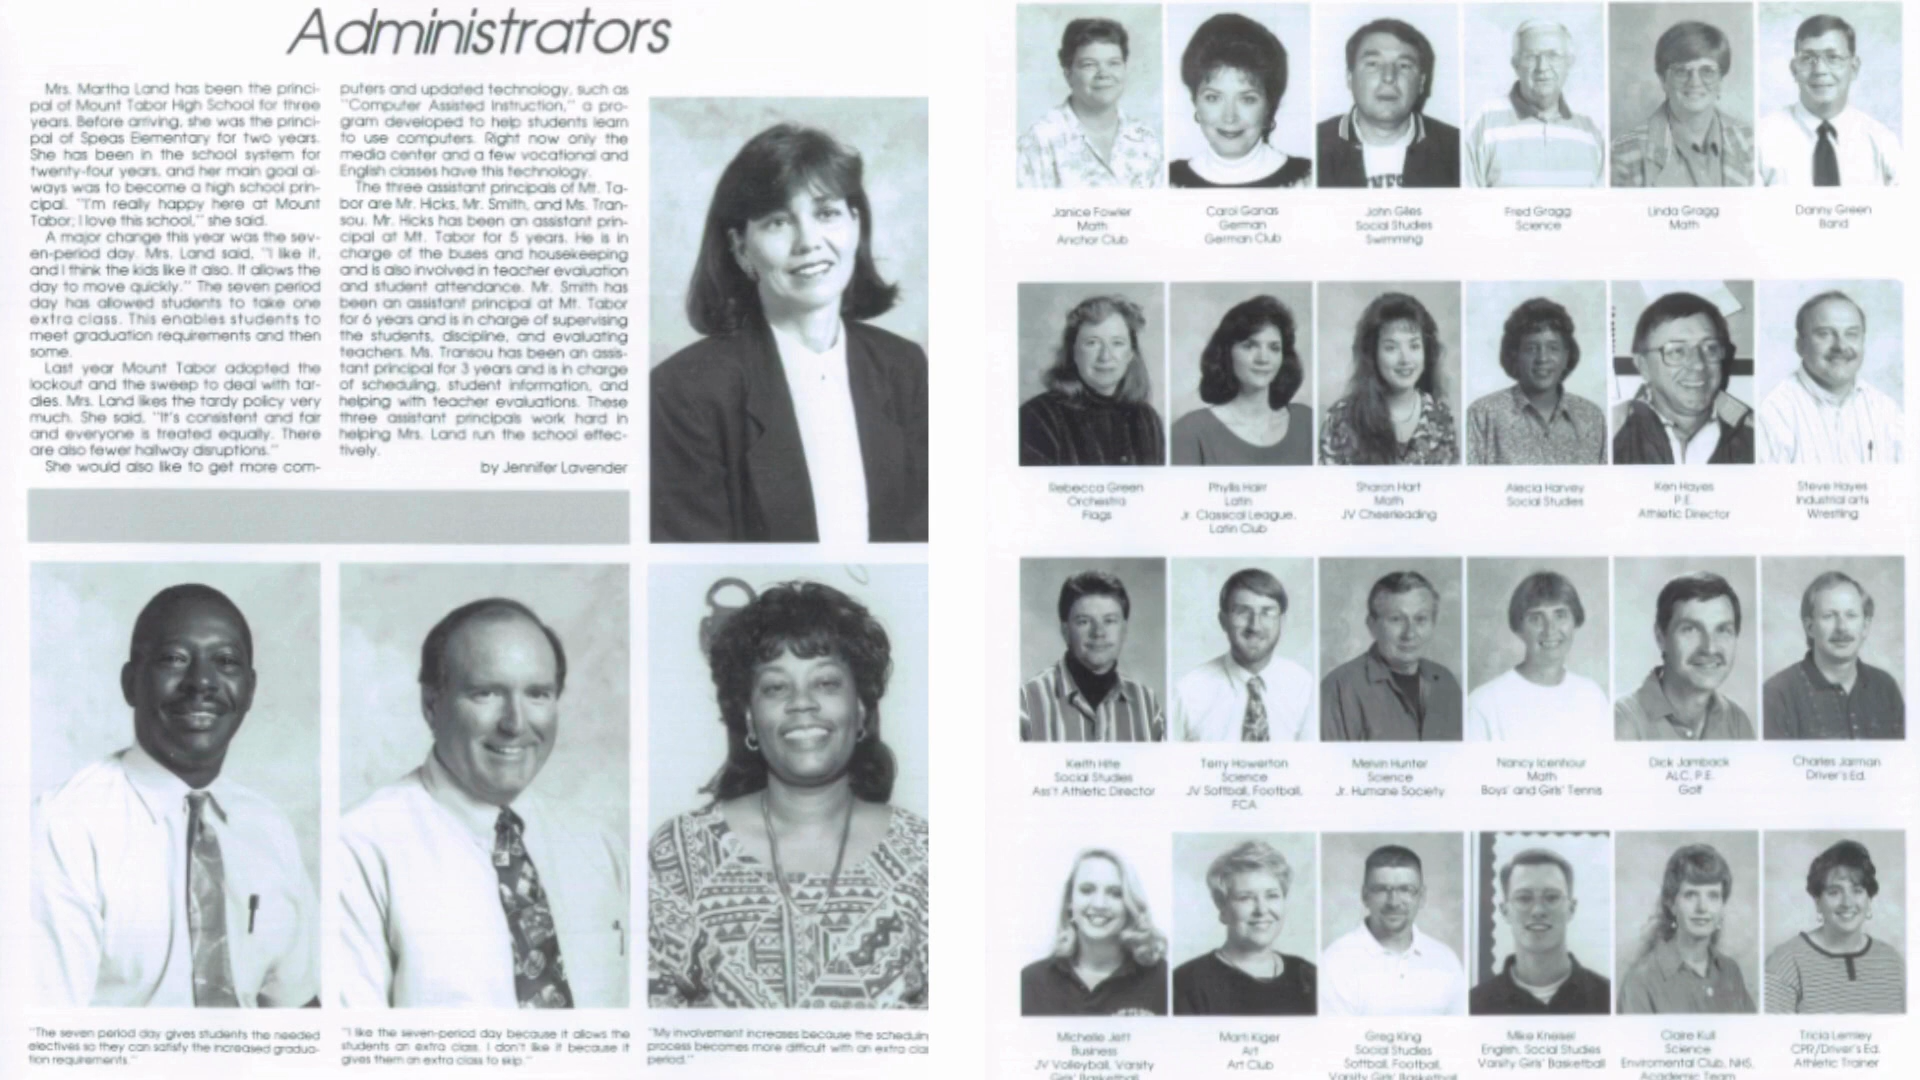 Administrators
Mrs. Martha Land has been the princi-
pal of Mount Tabor High School for three
years. Before arriving, she was the princi-
pal of Speas Elementary for two years.
She has been in the school system for
twenty-four years, and her main goal al-
ways was to become a high school prin-
cipal. "I'm really happy here at Mount
Tabor; I love this school," she said.
A major change this year was the sev-
en-period day. Mrs. Land said, "I like it,
and I think the kids like it also. It allows the
day to move quickly." The seven period
day has allowed students to take one
extra class. This enables students to
meet graduation requirements and then
some.
Last year Mount Tabor adopted the
lockout and the sweep to deal with tar-
dies. Mrs. Land likes the tardy policy very
much. She said, "It's consistent and fair
and everyone is treated equally. There
are also fewer hallway disruptions."
She would also like to get more com-
puters and updated technology, such as
"Computer Assisted Instruction," a pro-
gram developed to help students learn
to use computers. Right now only the
media center and a few vocational and
English classes have this technology.
The three assistant principals of Mt. Ta-
bor are Mr. Hicks, Mr. Smith, and Ms. Tran-
sou. Mr. Hicks has been an assistant prin-
cipal at Mt. Tabor for 5 years. He is in
charge of the buses and housekeeping
and is also involved in teacher evaluation
and student attendance. Mr. Smith has
been an assistant principal at Mt. Tabor
for 6 years and is in charge of supervising
the students, discipline, and evaluating
teachers. Ms. Transou has been an assis-
tant principal for 3 years and is in charge
of scheduling, student information, and
helping with teacher evaluations. These
three assistant principals work hard in
helping Mrs. Land run the school effec-
tively.
by Jennifer Lavender
"The seven period day gives students the needed
electives so they can satisfy the increased gradua-
tion requirements."
"I like the seven-period day because it allows the
students an extra class. I don't like it because it
gives them an extra class to skip."
"My involvement increases because the schedulin
process becomes more difficult with an extra clas
period."
Janice Fowler
Math
Anchor Club
Carol Ganas
German
German Club
John Giles
Social Studies
Swimming
Fred Gragg
Science
Linda Gragg
Math
Danny Green
Band
Rebecca Green
Orchestra
Flags
Phyllis Hairr
Latin
Jr. Classical League,
Latin Club
Sharon Hart
Math
JV Cheerleading
Alecia Harvey
Social Studies
Ken Hayes
P.E.
Athletic Director
Steve Hayes
Industrial arts
Wrestling
Keith Hite
Social Studies
Ass't Athletic Director
Terry Howerton
Science
JV Softball, Football,
FCA
Melvin Hunter
Science
Jr. Humane Society
Nancy Icenhour
Math
Boys' and Girls' Tennis
Dick Jamback
ALC, P.E.
Golf
Charles Jarman
Driver's Ed.
Michelle Jett
Business
JV Volleyball, Varsity
Girls' Basketball
Marti Kiger
Art
Art Club
Greg King
Social Studies
Softball, Football,
Varsity Girls' Basketball
Mike Kneisel
English, Social Studies
Varsity Girls' Basketball
Claire Kull
Science
Enviromental Club, NHS,
Academic Team
Tricia Lemley
CPR/Driver's Ed.
Athletic Trainer